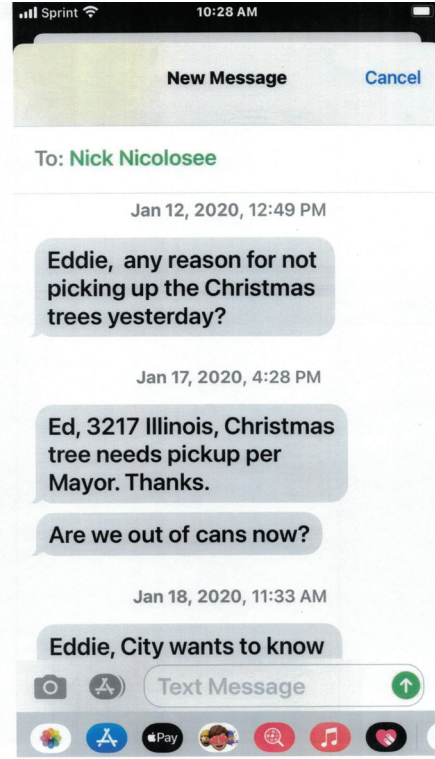 Sprint 10:28 AM
New Message Cancel
To: Nick Nicolosee
Jan 12, 2020, 12:49 PM
Eddie, any reason for not
picking up the Christmas
trees yesterday?
Jan 17, 2020, 4:28 PM
Ed, 3217 Illinois, Christmas
tree needs pickup per
Mayor. Thanks.
Are we out of cans now?
Jan 18, 2020, 11:33 AM
Eddie, City wants to know
Text Message
Pay